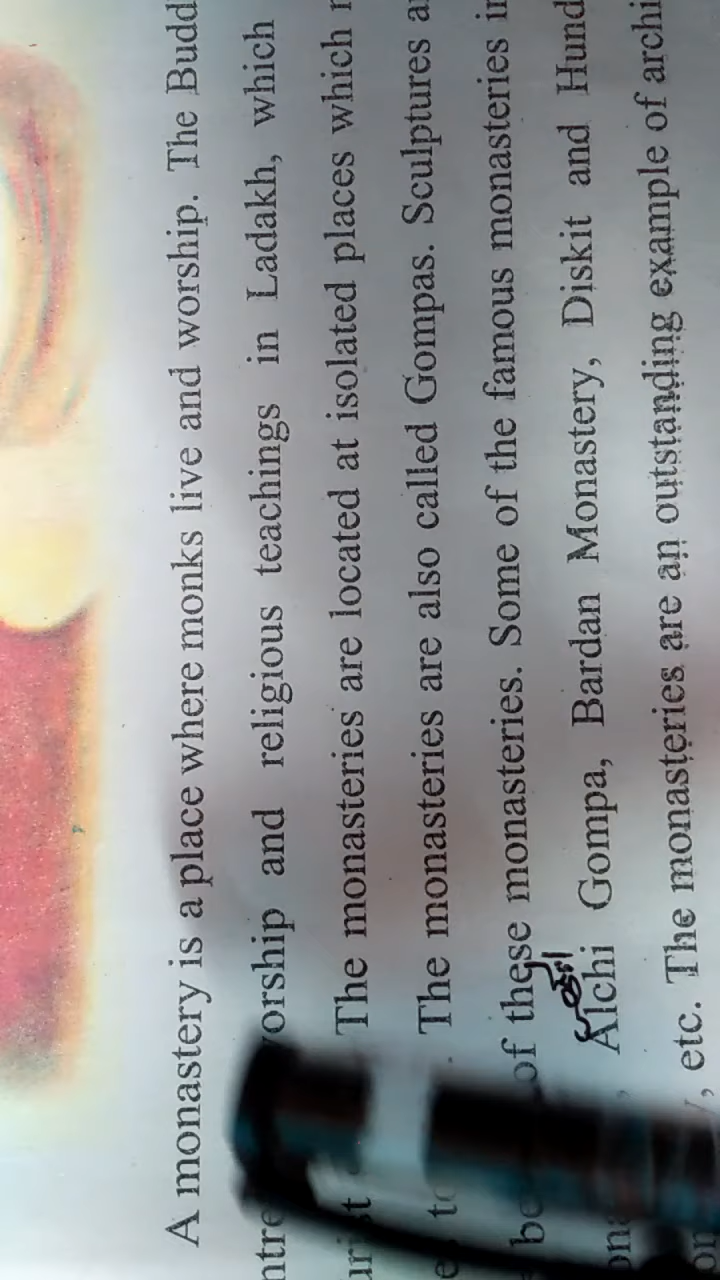 A monastery is a place where monks live and worship. The Budd
orship and religious teachings in Ladakh, which
The monasteries are located at isolated places which
The monasteries are also called Gompas. Sculptures
of these monasteries. Some of the famous monasteries
Alchi Gompa, Bardan Monastery, Diskit and Hund
, etc. The monasteries are an outstanding example of archi